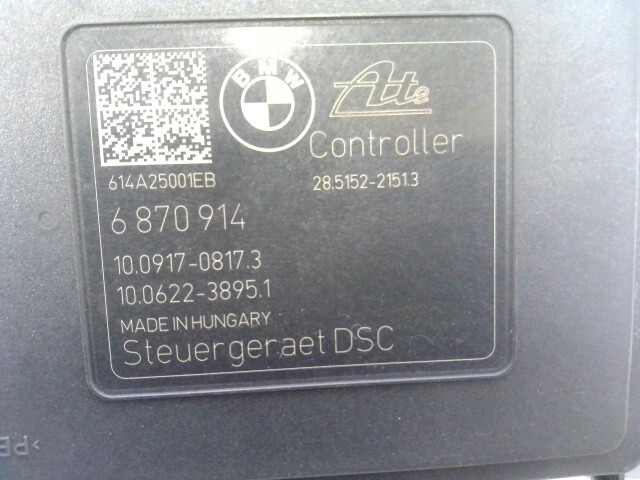 BMW
Ate
Controller
614A25001EB
28.5152-2151.3
6 870 914
10.0917-0817.3
10.0622-3895.1
MADE IN HUNGARY
Steuergeraet DSC